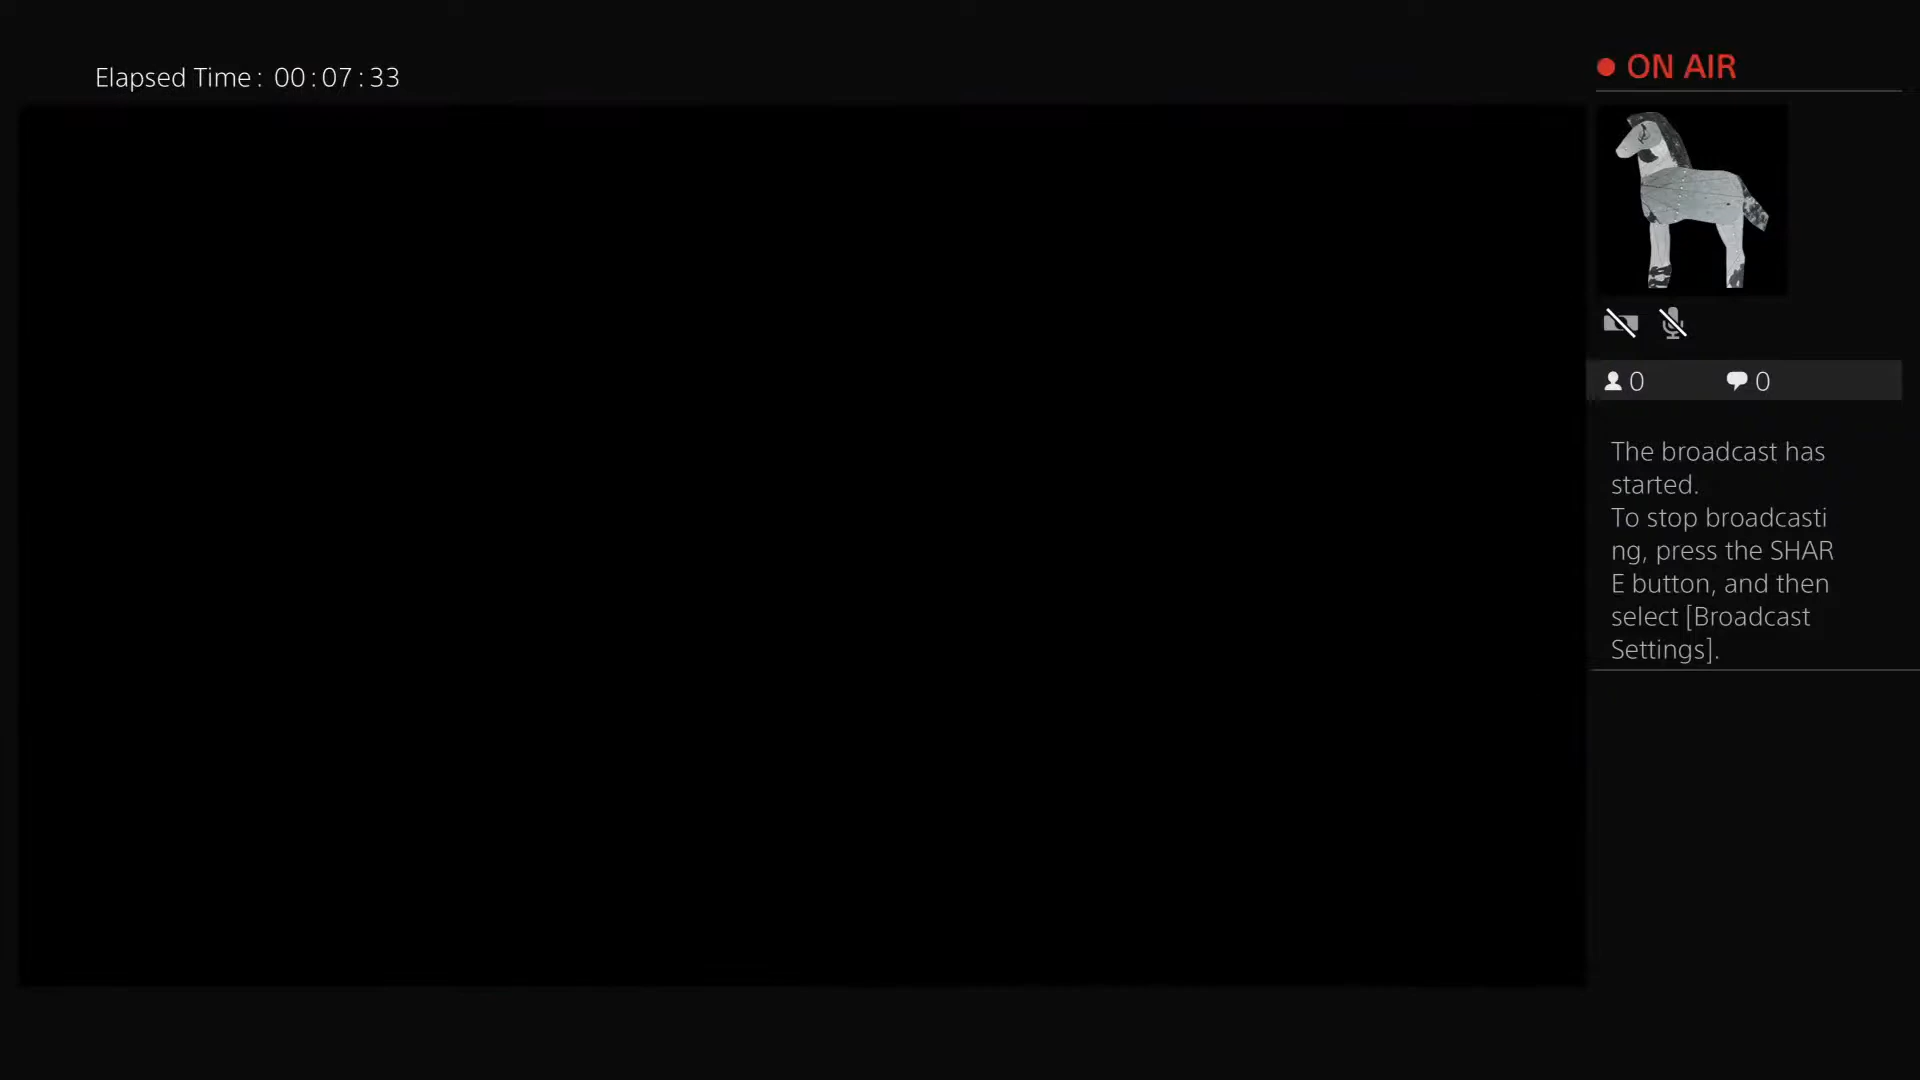 Elapsed Time: 00:07:33
ON AIR
0 0
The broadcast has
started.
To stop broadcasti
ng, press the SHAR
E button, and then
select [Broadcast
Settings].